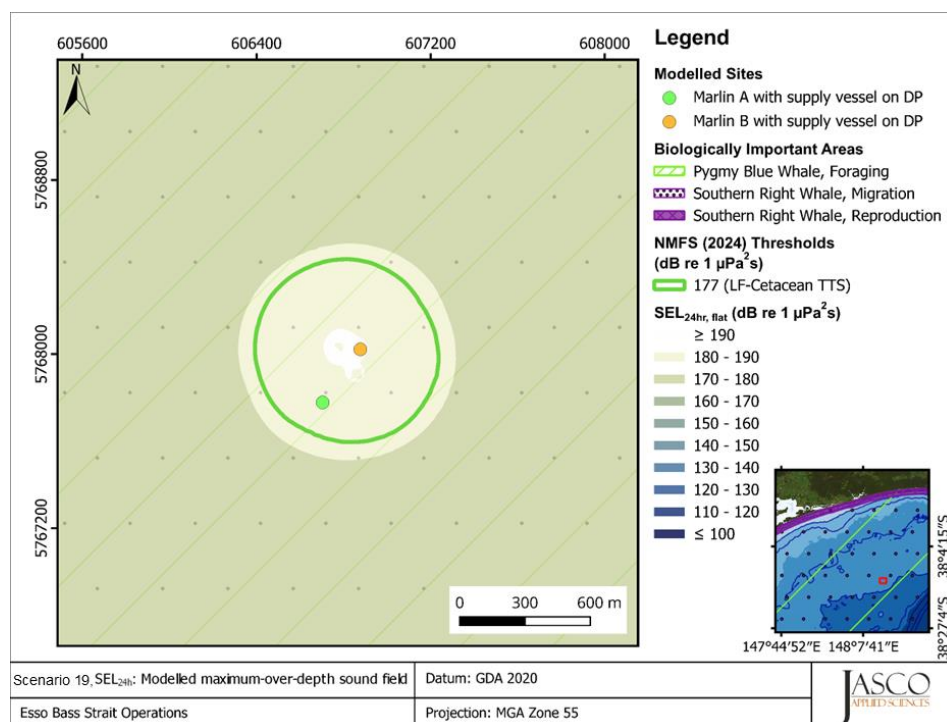 605600 606400 607200 608000
N
5768800
5768000
5767200
0 300 600 m
Legend
Modelled Sites
Marlin A with supply vessel on DP
Marlin B with supply vessel on DP
Biologically Important Areas
Pygmy Blue Whale, Foraging
Southern Right Whale, Migration
Southern Right Whale, Reproduction
NMFS (2024) Thresholds
(dB re 1 µPa²s)
177 (LF-Cetacean TTS)
SEL24hr, flat (dB re 1 µPa²s)
≥ 190
180 - 190
170 - 180
160 - 170
150 - 160
140 - 150
130 - 140
120 - 130
110 - 120
≤ 100
38°4'15"S
38°27'4"S
147°44'52"E 148°7'41"E
Scenario 19, SEL24h: Modelled maximum-over-depth sound field
Datum: GDA 2020
Esso Bass Strait Operations
Projection: MGA Zone 55
JASCO
APPLIED SCIENCES